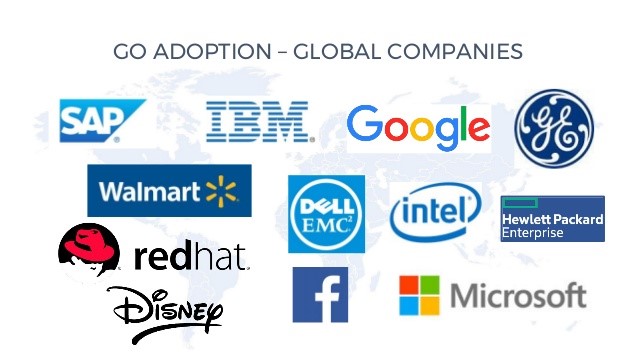 GO ADOPTION – GLOBAL COMPANIES
SAP
IBM
Google
GE
Walmart
DELL
EMC²
intel
Hewlett Packard
Enterprise
redhat.
Disney
f
Microsoft